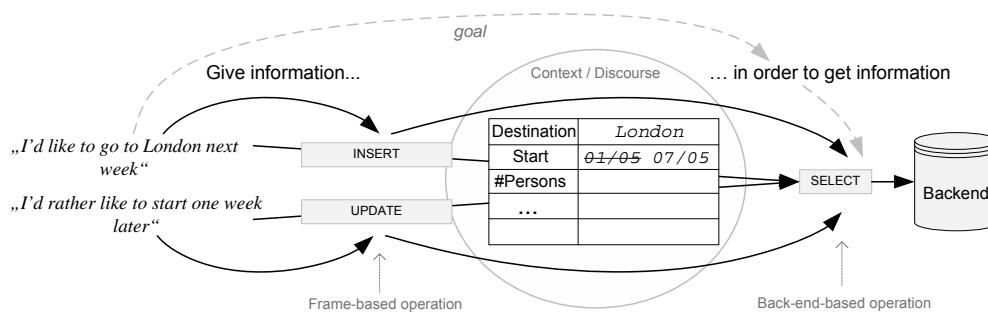 goal
Give information...
Context / Discourse
… in order to get information
„I’d like to go to London next
week“
INSERT
Destination London
Start 01/05 07/05
#Persons
...
SELECT
Backend
„I’d rather like to start one week
later“
UPDATE
Frame-based operation
Back-end-based operation